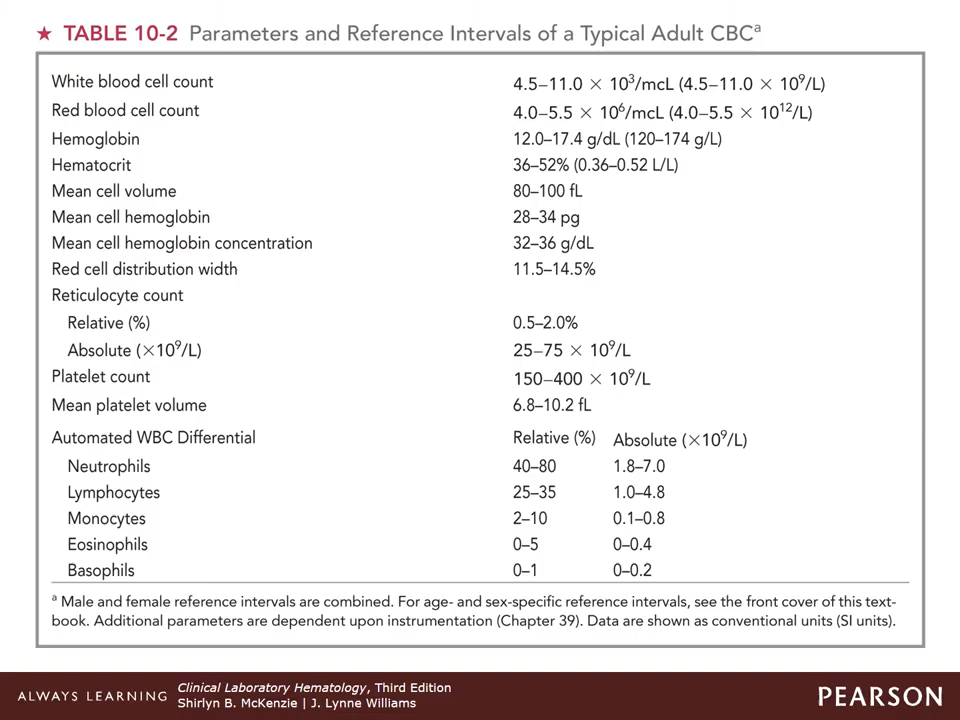 ★ TABLE 10-2 Parameters and Reference Intervals of a Typical Adult CBCᵃ
White blood cell count 4.5–11.0 × 10³/mcL (4.5–11.0 × 10⁹/L)
Red blood cell count 4.0–5.5 × 10⁶/mcL (4.0–5.5 × 10¹²/L)
Hemoglobin 12.0–17.4 g/dL (120–174 g/L)
Hematocrit 36–52% (0.36–0.52 L/L)
Mean cell volume 80–100 fL
Mean cell hemoglobin 28–34 pg
Mean cell hemoglobin concentration 32–36 g/dL
Red cell distribution width 11.5–14.5%
Reticulocyte count
Relative (%) 0.5–2.0%
Absolute (×10⁹/L) 25–75 × 10⁹/L
Platelet count 150–400 × 10⁹/L
Mean platelet volume 6.8–10.2 fL
Automated WBC Differential Relative (%) Absolute (×10⁹/L)
Neutrophils 40–80 1.8–7.0
Lymphocytes 25–35 1.0–4.8
Monocytes 2–10 0.1–0.8
Eosinophils 0–5 0–0.4
Basophils 0–1 0–0.2
ᵃ Male and female reference intervals are combined. For age- and sex-specific reference intervals, see the front cover of this text-
book. Additional parameters are dependent upon instrumentation (Chapter 39). Data are shown as conventional units (SI units).
ALWAYS LEARNING
Clinical Laboratory Hematology, Third Edition
Shirlyn B. McKenzie | J. Lynne Williams
PEARSON